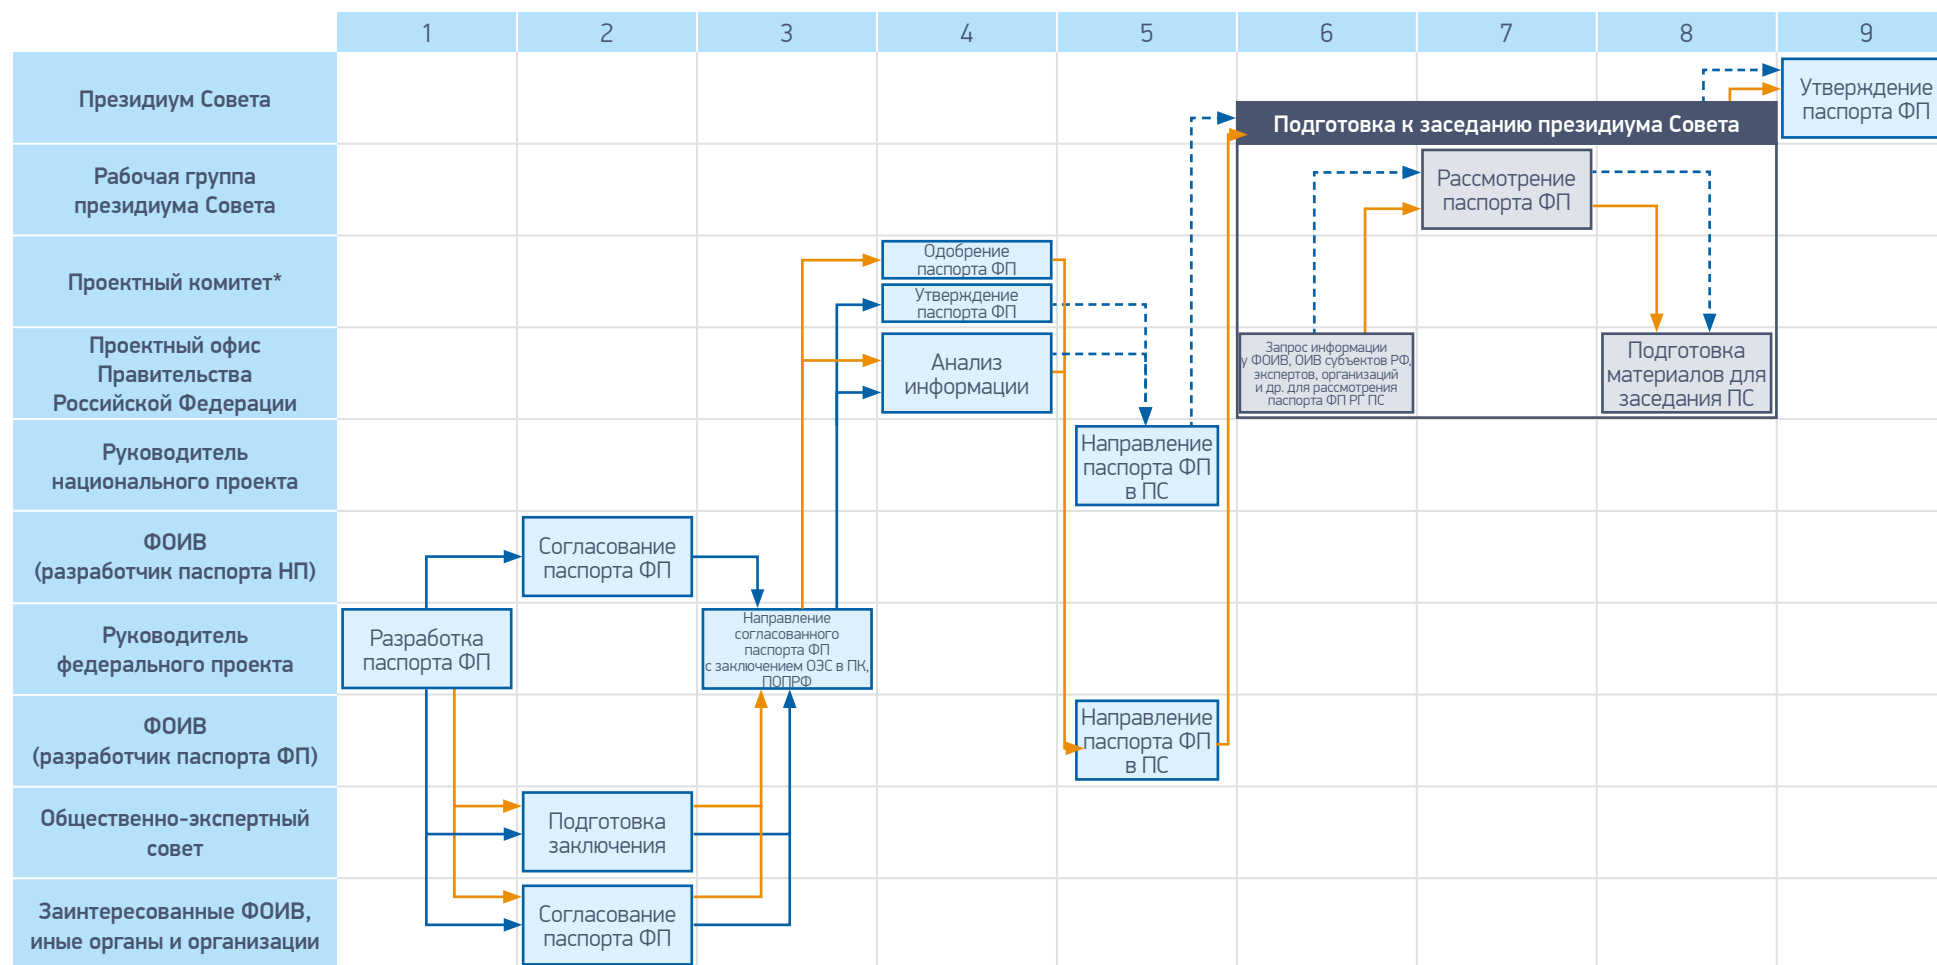 1 2 3 4 5 6 7 8 9
Президиум Совета
Утверждение
паспорта ФП
Подготовка к заседанию президиума Совета
Рабочая группа
президиума Совета
Рассмотрение
паспорта ФП
Проектный комитет*
Одобрение
паспорта ФП
Утверждение
паспорта ФП
Проектный офис
Правительства
Российской Федерации
Анализ
информации
Запрос информации
у ФОИВ, ОИВ субъектов РФ,
экспертов, организаций
и др. для рассмотрения
паспорта ФП РГ ПС
Подготовка
материалов для
заседания ПС
Руководитель
национального проекта
Направление
паспорта ФП
в ПС
ФОИВ
(разработчик паспорта НП)
Согласование
паспорта ФП
Руководитель
федерального проекта
Разработка
паспорта ФП
Направление
согласованного
паспорта ФП
с заключением ОЭС в ПК,
ПОПРФ
ФОИВ
(разработчик паспорта ФП)
Направление
паспорта ФП
в ПС
Общественно-экспертный
совет
Подготовка
заключения
Заинтересованные ФОИВ,
иные органы и организации
Согласование
паспорта ФП